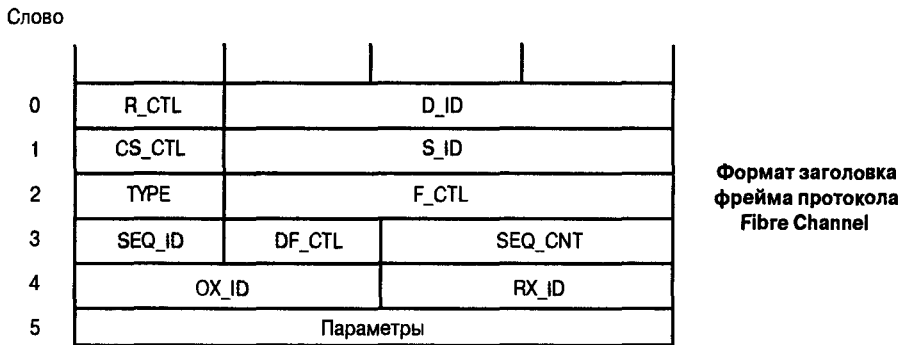 Слово
0 R_CTL D_ID
1 CS_CTL S_ID
2 TYPE F_CTL
3 SEQ_ID DF_CTL SEQ_CNT
4 OX_ID RX_ID
5 Параметры
Формат заголовка
фрейма протокола
Fibre Channel